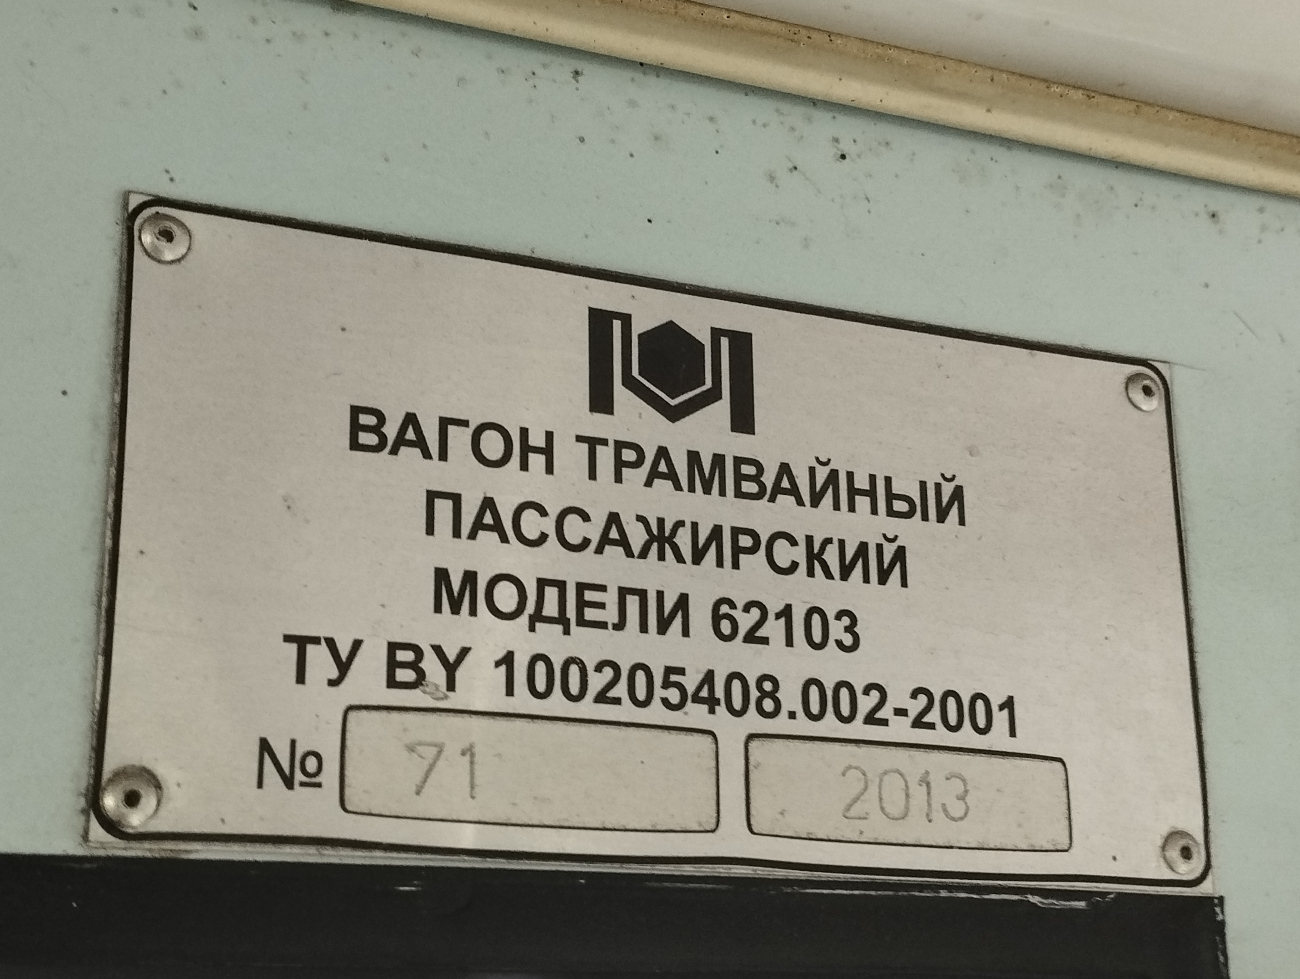 ВАГОН ТРАМВАЙНЫЙ
ПАССАЖИРСКИЙ
МОДЕЛИ 62103
ТУ BY 100205408.002-2001
№ 71 2013